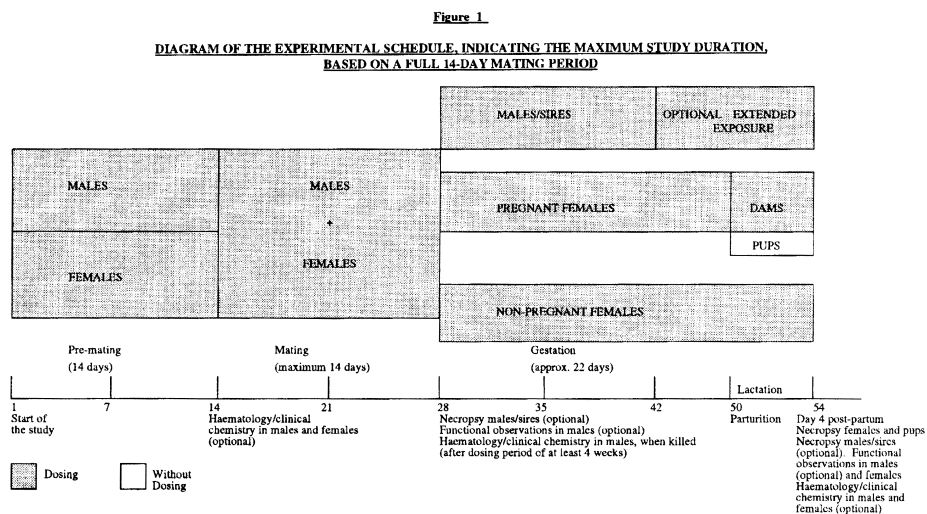 Figure 1
DIAGRAM OF THE EXPERIMENTAL SCHEDULE, INDICATING THE MAXIMUM STUDY DURATION,
BASED ON A FULL 14-DAY MATING PERIOD
MALES/SIRES
OPTIONAL EXTENDED
EXPOSURE
MALES
MALES
+
FEMALES
FEMALES
PREGNANT FEMALES
DAMS
PUPS
NON-PREGNANT FEMALES
Pre-mating
(14 days)
Mating
(maximum 14 days)
Gestation
(approx. 22 days)
Lactation
1
7
14
21
28
35
42
50
54
Start of
the study
Haematology/clinical
chemistry in males and females
(optional)
Necropsy males/sires (optional)
Functional observations in males (optional)
Haematology/clinical chemistry in males, when killed
(after dosing period of at least 4 weeks)
Parturition
Day 4 post-partum
Necropsy females and pups
Necropsy males/sires
(optional). Functional
observations in males
(optional) and females
Haematology/clinical
chemistry in males and
females (optional)
Dosing
Without
Dosing